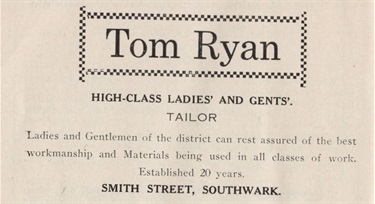 Tom Ryan
HIGH-CLASS LADIES' AND GENTS'.
TAILOR
Ladies and Gentlemen of the district can rest assured of the best
workmanship and Materials being used in all classes of work.
Established 20 years.
SMITH STREET, SOUTHWARK.